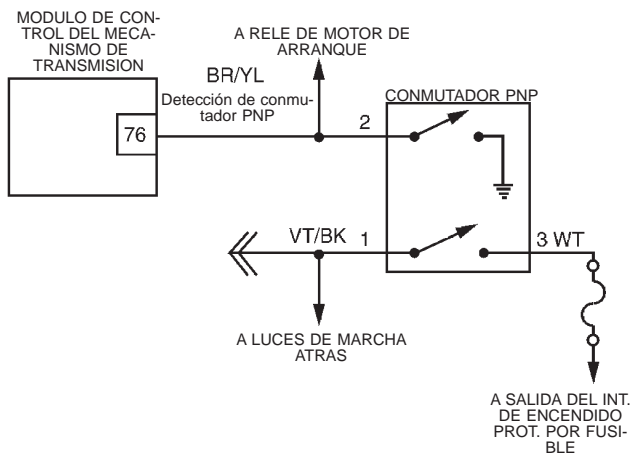 MODULO DE CON-
TROL DEL MECA-
NISMO DE
TRANSMISION
A RELE DE MOTOR DE
ARRANQUE
BR/YL
Detección de conmu-
tador PNP
CONMUTADOR PNP
76
2
VT/BK
1
3 WT
A LUCES DE MARCHA
ATRAS
A SALIDA DEL INT.
DE ENCENDIDO
PROT. POR FUSI-
BLE